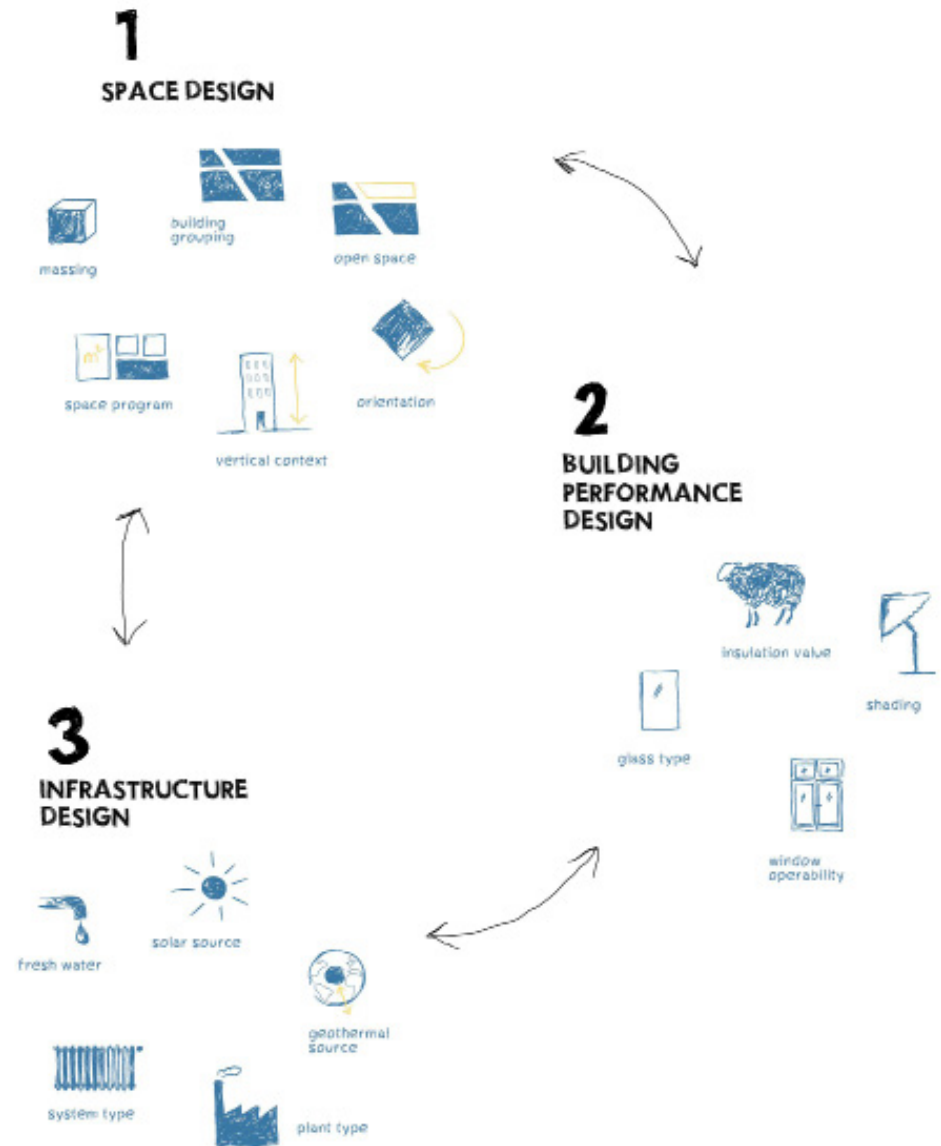 1
SPACE DESIGN
building
grouping
open space
massing
m²
space program
orientation
vertical context
2
BUILDING
PERFORMANCE
DESIGN
insulation value
shading
glass type
window
operability
3
INFRASTRUCTURE
DESIGN
solar source
fresh water
geothermal
source
system type
plant type